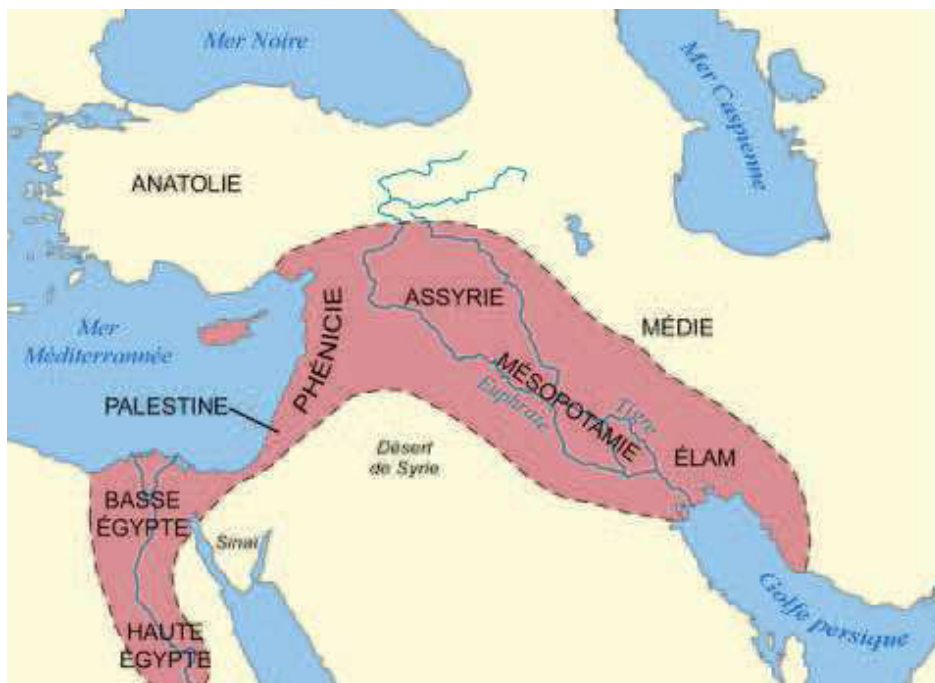 Mer Noire
Mer Caspienne
ANATOLIE
ASSYRIE
PHÉNICIE
MÉDIE
Mer
Méditerrannée
MÉSOPOTAMIE
Euphrate
Tigre
PALESTINE
Désert
de Syrie
ÉLAM
BASSE
ÉGYPTE
Sinaï
HAUTE
ÉGYPTE
Golfe persique